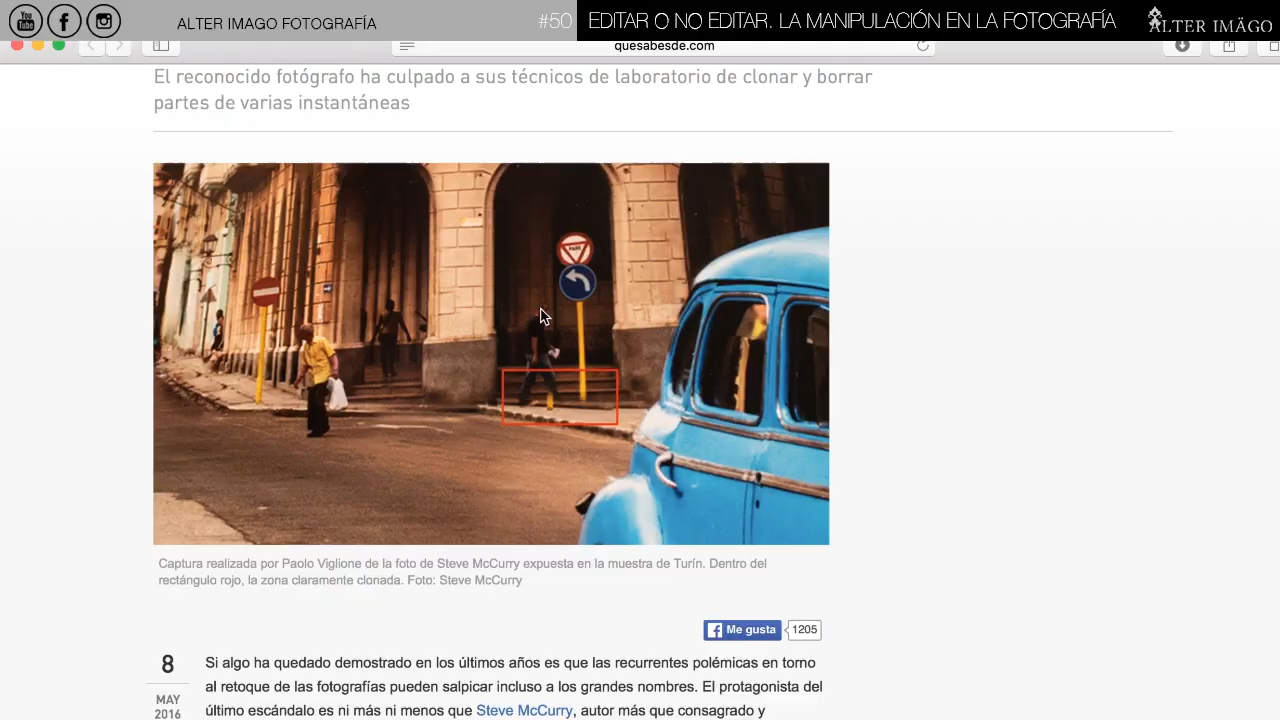 You
Tube
ALTER IMAGO FOTOGRAFÍA
#50 EDITAR O NO EDITAR. LA MANIPULACIÓN EN LA FOTOGRAFÍA
ALTER IMÄGO
quesabesde.com
El reconocido fotógrafo ha culpado a sus técnicos de laboratorio de clonar y borrar
partes de varias instantáneas
PARE
Captura realizada por Paolo Viglione de la foto de Steve McCurry expuesta en la muestra de Turín. Dentro del
rectángulo rojo, la zona claramente clonada. Foto: Steve McCurry
Me gusta 1205
8
MAY
2016
Si algo ha quedado demostrado en los últimos años es que las recurrentes polémicas en torno
al retoque de las fotografías pueden salpicar incluso a los grandes nombres. El protagonista del
último escándalo es ni más ni menos que Steve McCurry, autor más que consagrado y